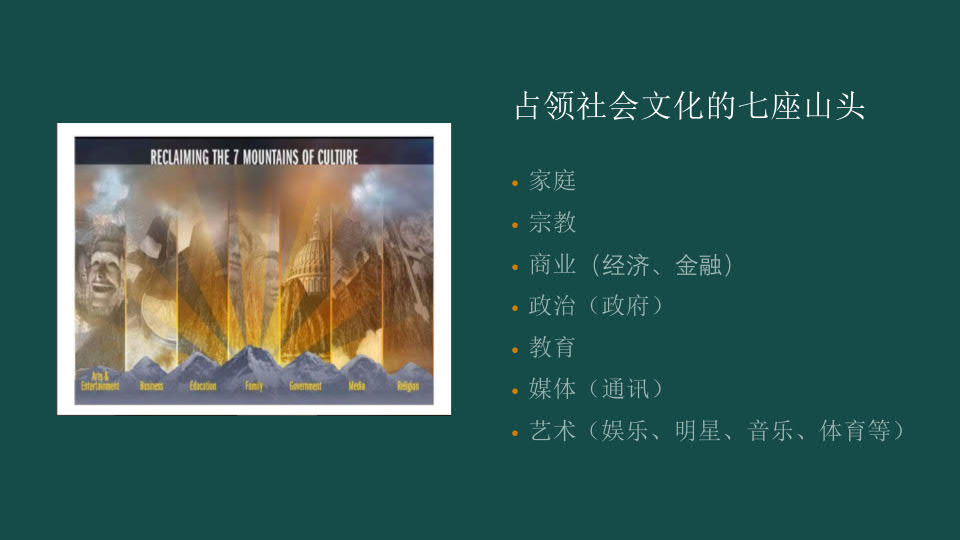 占领社会文化的七座山头
RECLAIMING THE 7 MOUNTAINS OF CULTURE
Arts &
Entertainment
Business
Education
Family
Government
Media
Religion
家庭
宗教
商业（经济、金融）
政治（政府）
教育
媒体（通讯）
艺术（娱乐、明星、音乐、体育等）